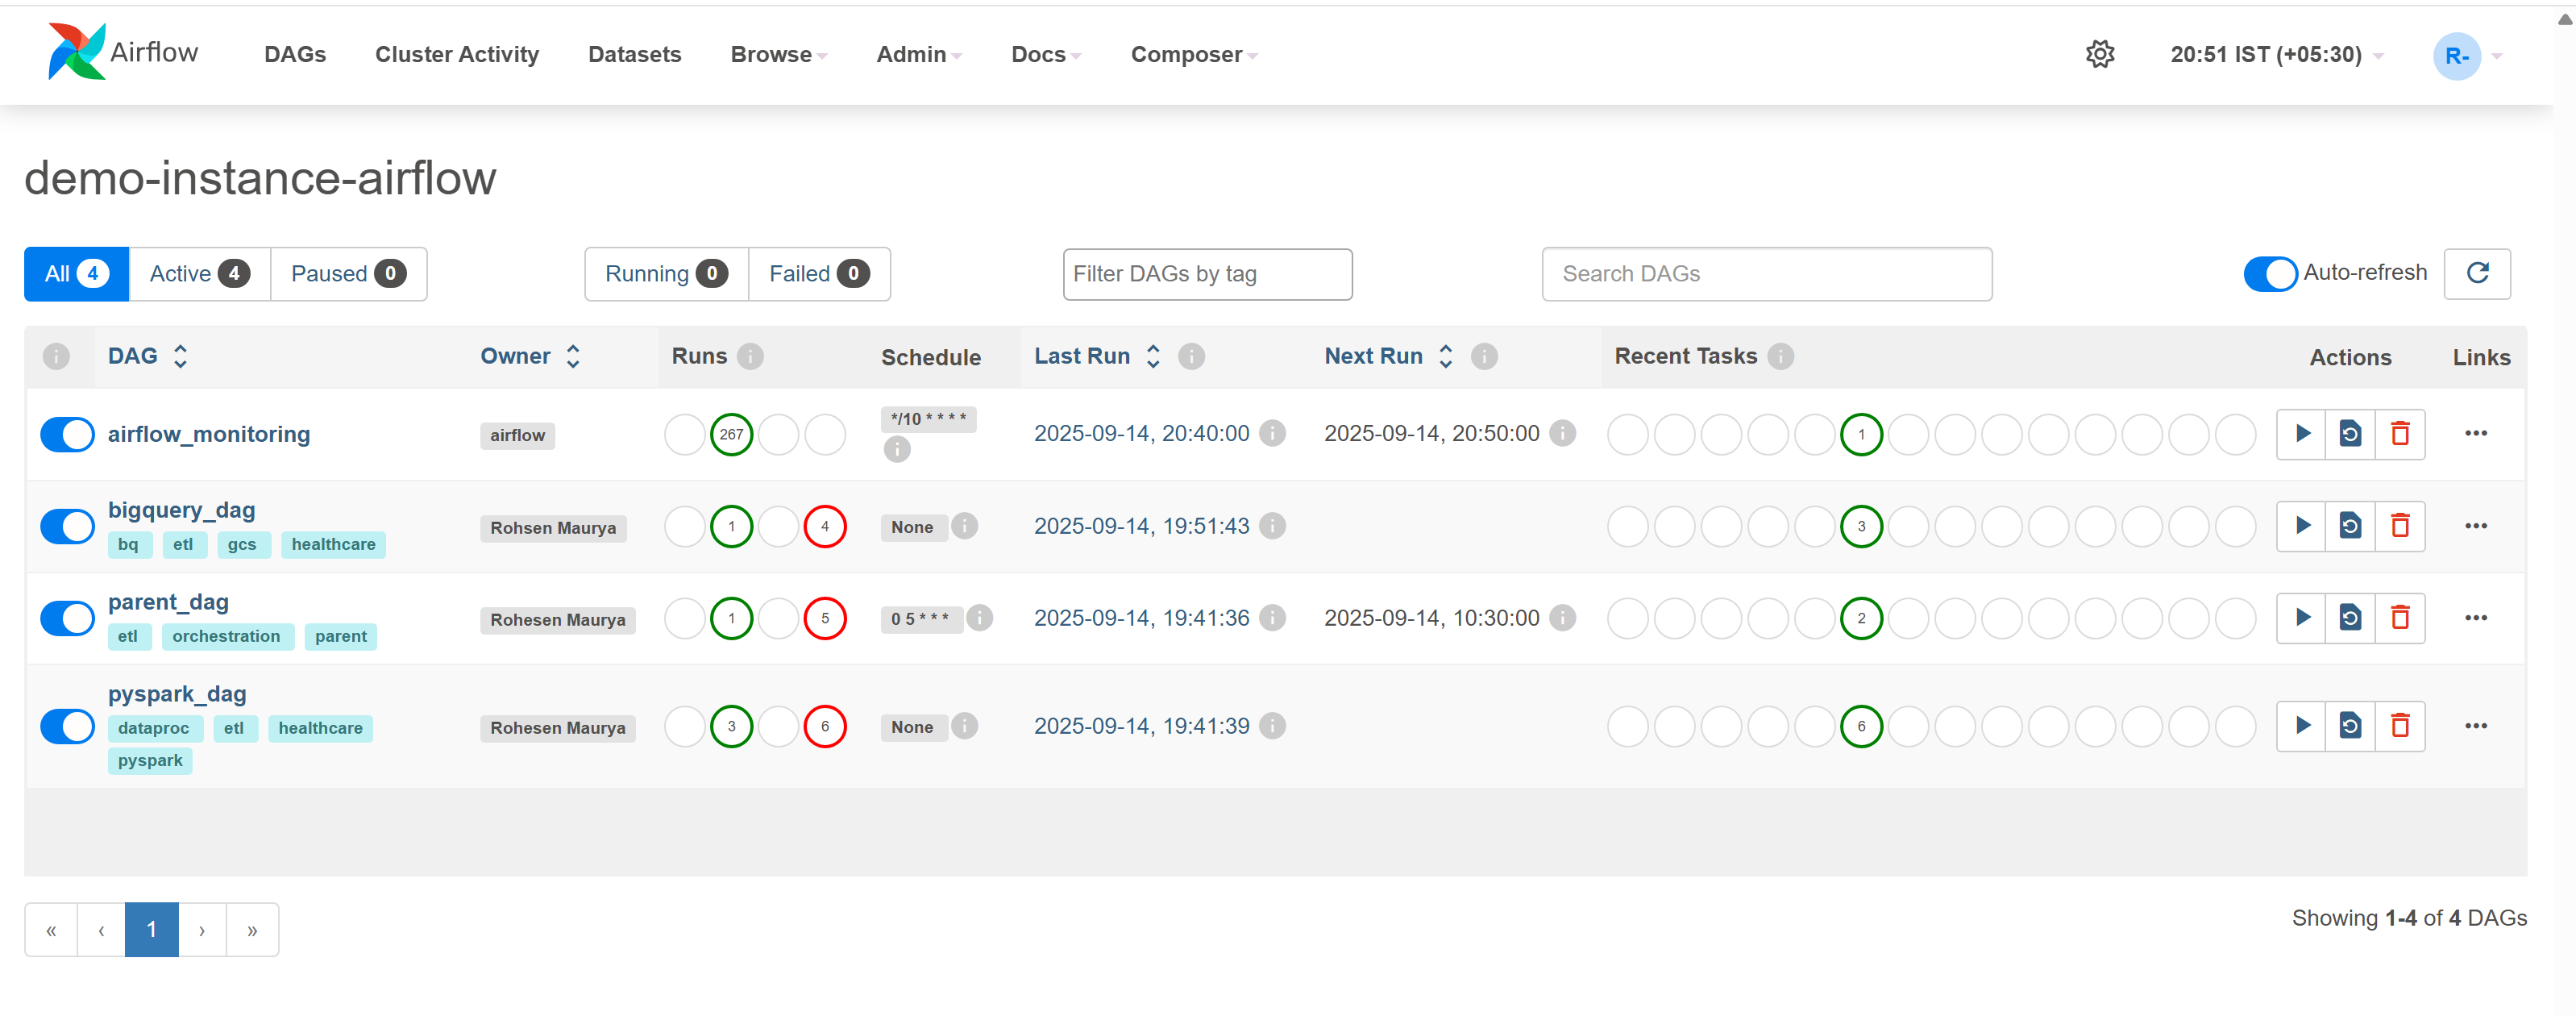 Airflow DAGs Cluster Activity Datasets Browse Admin Docs Composer 20:51 IST (+05:30) R-
demo-instance-airflow
All 4 Active 4 Paused 0 Running 0 Failed 0 Filter DAGs by tag Search DAGs Auto-refresh
DAG Owner Runs Schedule Last Run Next Run Recent Tasks Actions Links
airflow_monitoring airflow 267 */10 * * * * 2025-09-14, 20:40:00 2025-09-14, 20:50:00 1
bigquery_dag Rohsen Maurya 1 4 None 2025-09-14, 19:51:43 3
bq etl gcs healthcare
parent_dag Rohesen Maurya 1 5 0 5 * * * 2025-09-14, 19:41:36 2025-09-14, 10:30:00 2
etl orchestration parent
pyspark_dag Rohesen Maurya 3 6 None 2025-09-14, 19:41:39 6
dataproc etl healthcare
pyspark
« ‹ 1 › » Showing 1-4 of 4 DAGs